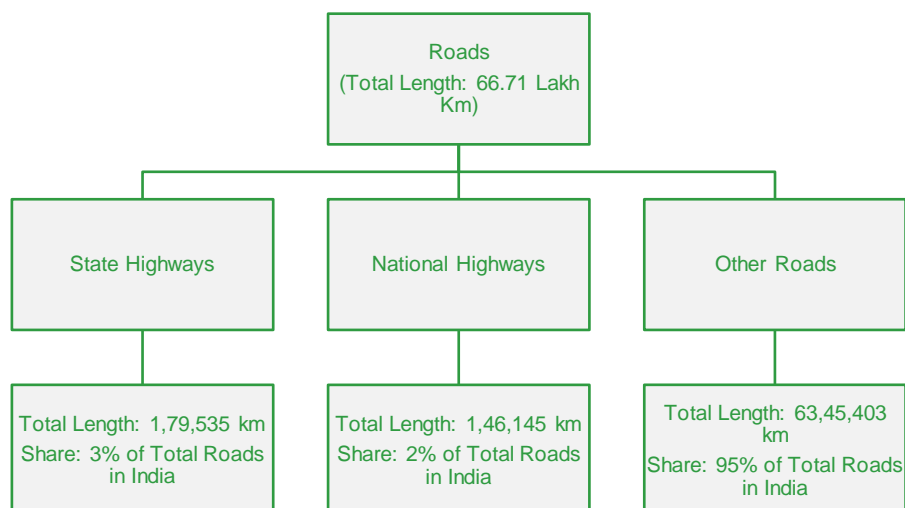 Roads
(Total Length: 66.71 Lakh
Km)
State Highways
National Highways
Other Roads
Total Length: 1,79,535 km
Share: 3% of Total Roads
in India
Total Length: 1,46,145 km
Share: 2% of Total Roads
in India
Total Length: 63,45,403
km
Share: 95% of Total Roads
in India